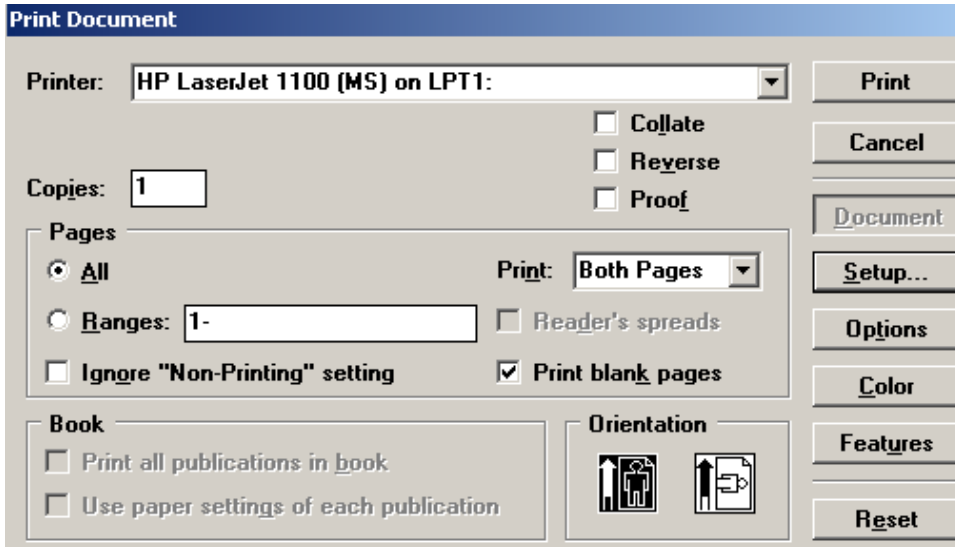 Print Document
Printer: HP LaserJet 1100 (MS) on LPT1: Print
Collate
Cancel
Reverse
Copies: 1
Proof
Document
Pages
All Print: Both Pages Setup...
Ranges: 1- Reader's spreads Options
Ignore "Non-Printing" setting Print blank pages
Color
Book Orientation
Features
Print all publications in book
Use paper settings of each publication
Reset